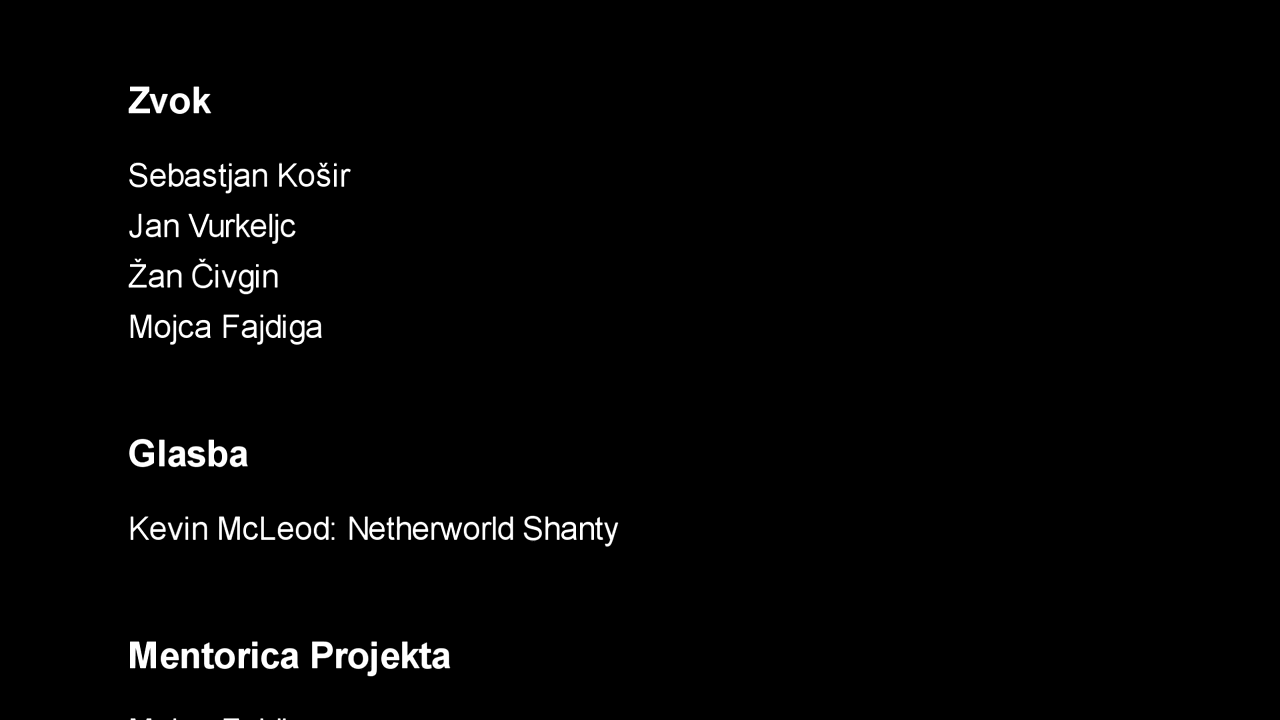 Zvok
Sebastjan Košir
Jan Vurkeljc
Žan Čivgin
Mojca Fajdiga
Glasba
Kevin McLeod: Netherworld Shanty
Mentorica Projekta